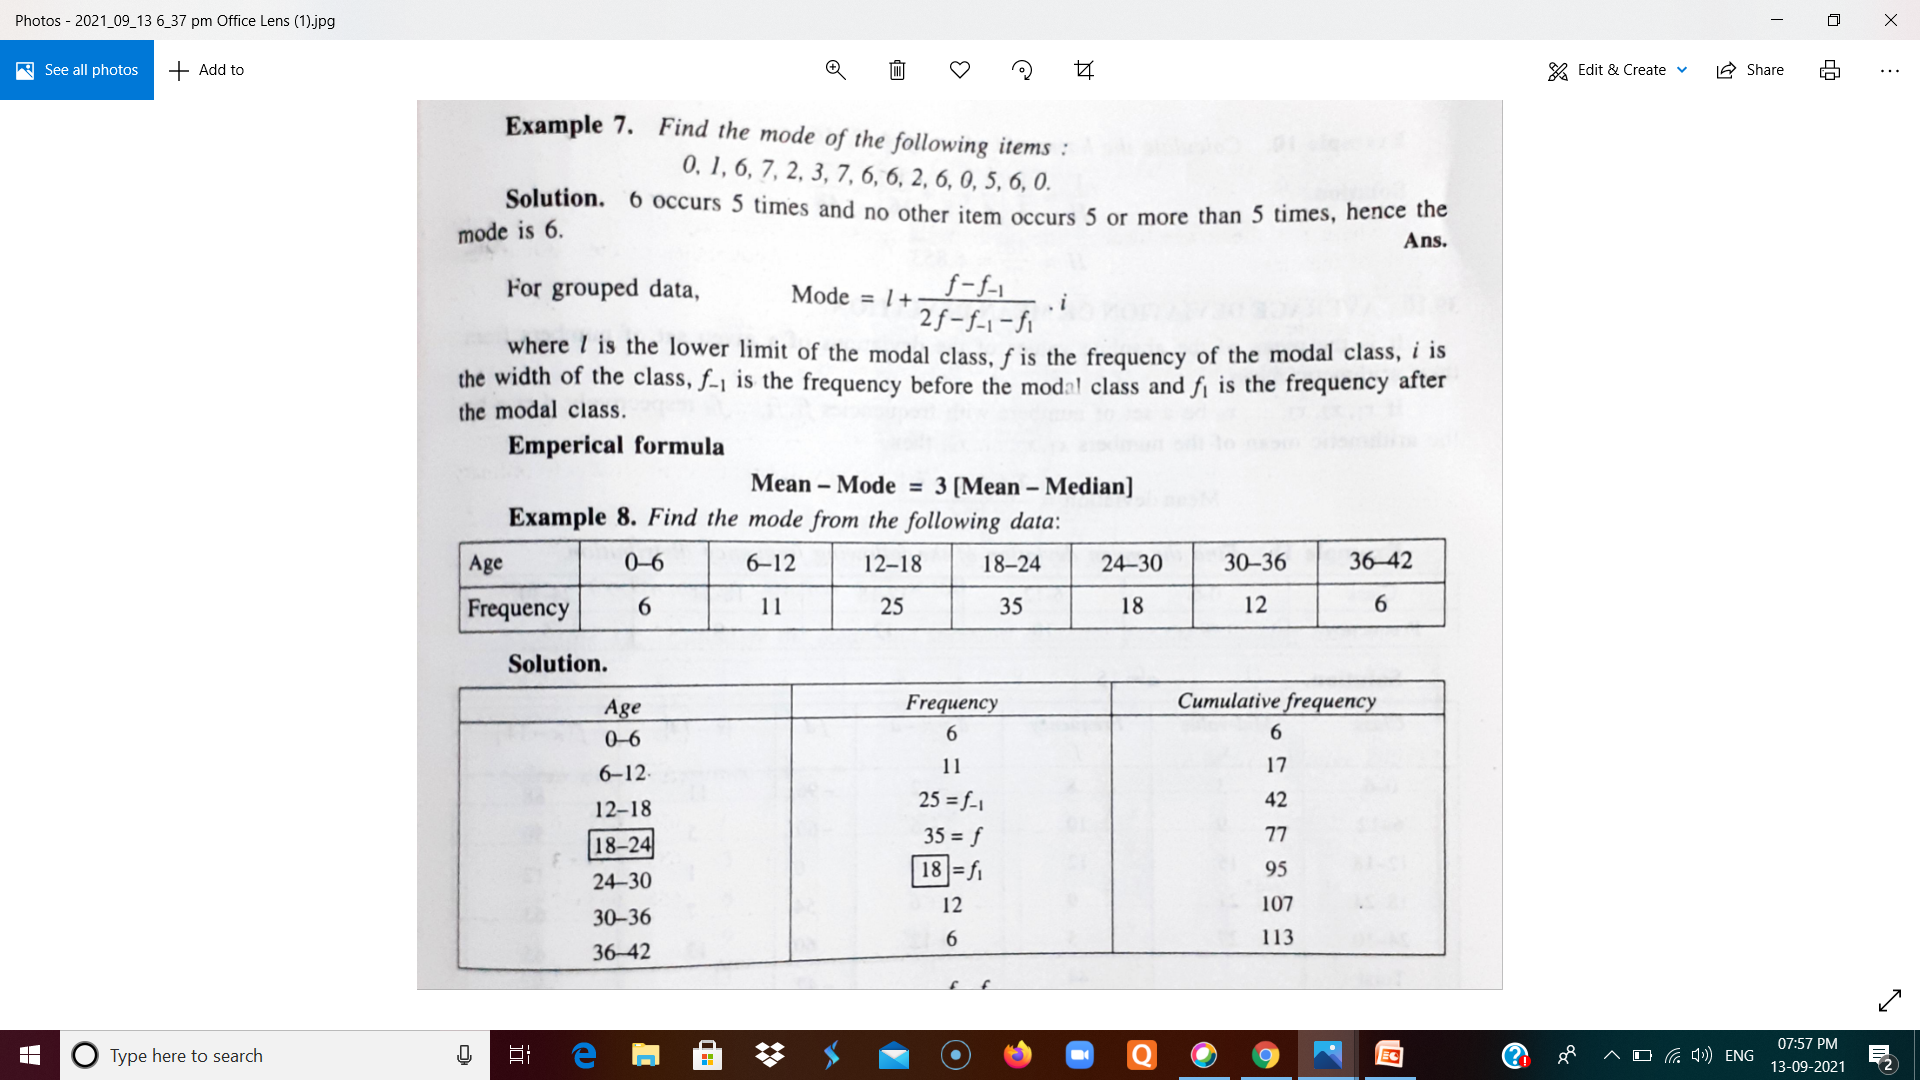 Photos - 2021_09_13 6_37 pm Office Lens (1).jpg
See all photos
Add to
Edit & Create
Share
Example 7. Find the mode of the following items :
0, 1, 6, 7, 2, 3, 7, 6, 6, 2, 6, 0, 5, 6, 0.
Solution. 6 occurs 5 times and no other item occurs 5 or more than 5 times, hence the
mode is 6.
Ans.
For grouped data, Mode = l + (f – f₋₁)/(2f – f₋₁ – f₁) . i
where l is the lower limit of the modal class, f is the frequency of the modal class, i is
the width of the class, f₋₁ is the frequency before the modal class and f₁ is the frequency after
the modal class.
Emperical formula
Mean – Mode = 3 [Mean – Median]
Example 8. Find the mode from the following data:
Age 0–6 6–12 12–18 18–24 24–30 30–36 36–42
Frequency 6 11 25 35 18 12 6
Solution.
Age Frequency Cumulative frequency
0–6 6 6
6–12 11 17
12–18 25 = f₋₁ 42
18–24 35 = f 77
24–30 18 = f₁ 95
30–36 12 107
36–42 6 113
Type here to search
ENG
07:57 PM
13-09-2021
2